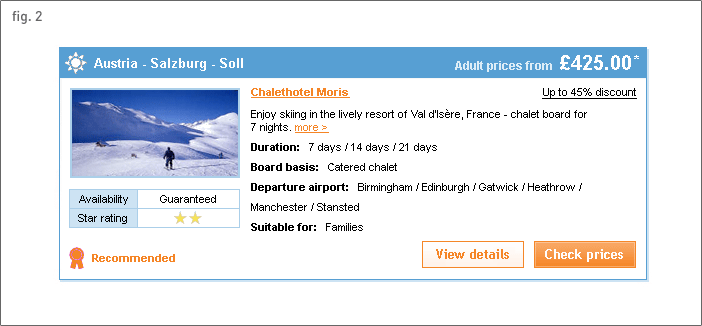 fig. 2
Austria - Salzburg - Soll
Adult prices from £425.00*
Chalethotel Moris
Up to 45% discount
Enjoy skiing in the lively resort of Val d'Isère, France - chalet board for
7 nights. more >
Duration: 7 days / 14 days / 21 days
Board basis: Catered chalet
Departure airport: Birmingham / Edinburgh / Gatwick / Heathrow /
Manchester / Stansted
Suitable for: Families
Availability Guaranteed
Star rating
Recommended
View details
Check prices